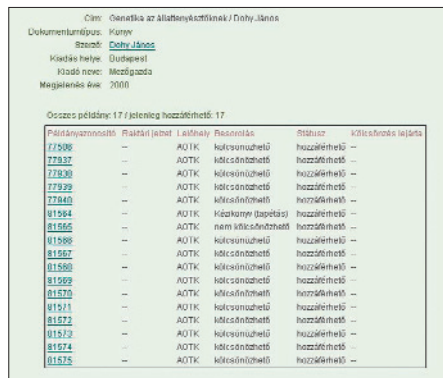 Cím: Genetika az állattenyésztőknek / Dohy János
Dokumentumtípus: Könyv
Szerző: Dohy János
Kiadás helye: Budapest
Kiadó neve: Mezőgazda
Megjelenés éve: 2000
Összes példány: 17 / jelenleg hozzáférhető: 17
Példányazonosító Raktári jelzet Lelőhely Besorolás Státusz Kölcsönzés lejárta
77506 -- AOTK kölcsönözhető hozzáférhető --
77937 -- AOTK kölcsönözhető hozzáférhető --
77938 -- AOTK kölcsönözhető hozzáférhető --
77939 -- AOTK kölcsönözhető hozzáférhető --
77940 -- AOTK kölcsönözhető hozzáférhető --
81564 -- AOTK Kézikönyv (tapétás) hozzáférhető --
81565 -- AOTK nem kölcsönözhető hozzáférhető --
81566 -- AOTK kölcsönözhető hozzáférhető --
81567 -- AOTK kölcsönözhető hozzáférhető --
81568 -- AOTK kölcsönözhető hozzáférhető --
81569 -- AOTK kölcsönözhető hozzáférhető --
81570 -- AOTK kölcsönözhető hozzáférhető --
81571 -- AOTK kölcsönözhető hozzáférhető --
81572 -- AOTK kölcsönözhető hozzáférhető --
81573 -- AOTK kölcsönözhető hozzáférhető --
81574 -- AOTK kölcsönözhető hozzáférhető --
81575 -- AOTK kölcsönözhető hozzáférhető --